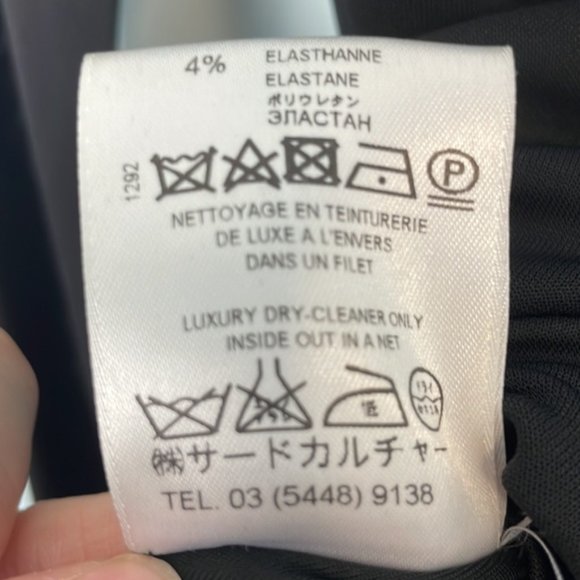 4% ELASTHANNE
ELASTANE
ポリウレタン
ЭЛАСТАН
1292
P
NETTOYAGE EN TEINTURERIE
DE LUXE A L'ENVERS
DANS UN FILET
LUXURY DRY-CLEANER ONLY
INSIDE OUT IN A NET
低
㈱サードカルチャー
TEL. 03 (5448) 9138